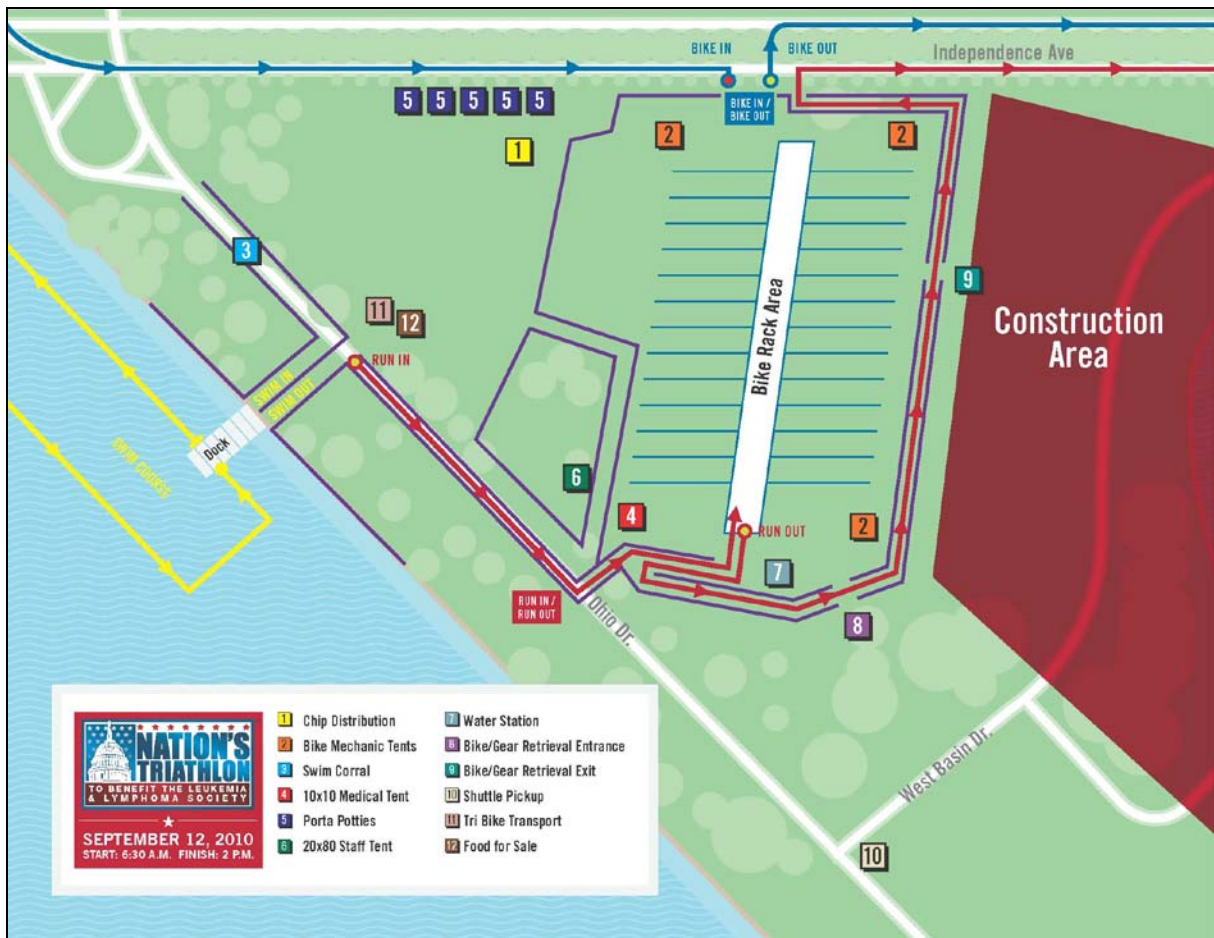 BIKE IN
BIKE OUT
Independence Ave
5 5 5 5 5
BIKE IN /
BIKE OUT
1
2
2
3
9
11
12
RUN IN
Construction
Area
Bike Rack Area
SWIM IN
SWIM OUT
Dock
SWIM COURSE
6
4
RUN OUT
2
7
RUN IN /
RUN OUT
Ohio Dr.
8
West Basin Dr.
10
NATION'S
TRIATHLON
TO BENEFIT THE LEUKEMIA
& LYMPHOMA SOCIETY
SEPTEMBER 12, 2010
START: 6:30 A.M. FINISH: 2 P.M.
1 Chip Distribution
2 Bike Mechanic Tents
3 Swim Corral
4 10x10 Medical Tent
5 Porta Potties
6 20x80 Staff Tent
7 Water Station
8 Bike/Gear Retrieval Entrance
9 Bike/Gear Retrieval Exit
10 Shuttle Pickup
11 Tri Bike Transport
12 Food for Sale